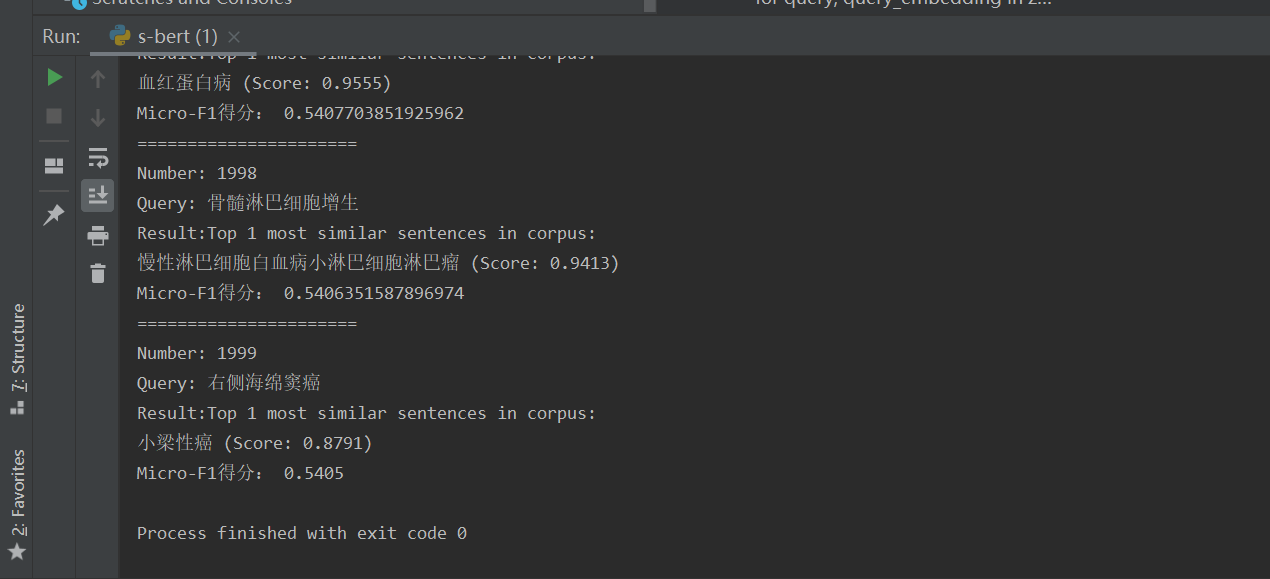 Scratches and Consoles
for query, query_embedding in z...
Run: s-bert (1)
Result:Top 1 most similar sentences in corpus:
血红蛋白病 (Score: 0.9555)
Micro-F1得分： 0.5407703851925962
======================
Number: 1998
Query: 骨髓淋巴细胞增生
Result:Top 1 most similar sentences in corpus:
慢性淋巴细胞白血病小淋巴细胞淋巴瘤 (Score: 0.9413)
Micro-F1得分： 0.5406351587896974
======================
Number: 1999
Query: 右侧海绵窦癌
Result:Top 1 most similar sentences in corpus:
小梁性癌 (Score: 0.8791)
Micro-F1得分： 0.5405
Process finished with exit code 0
7: Structure
2: Favorites